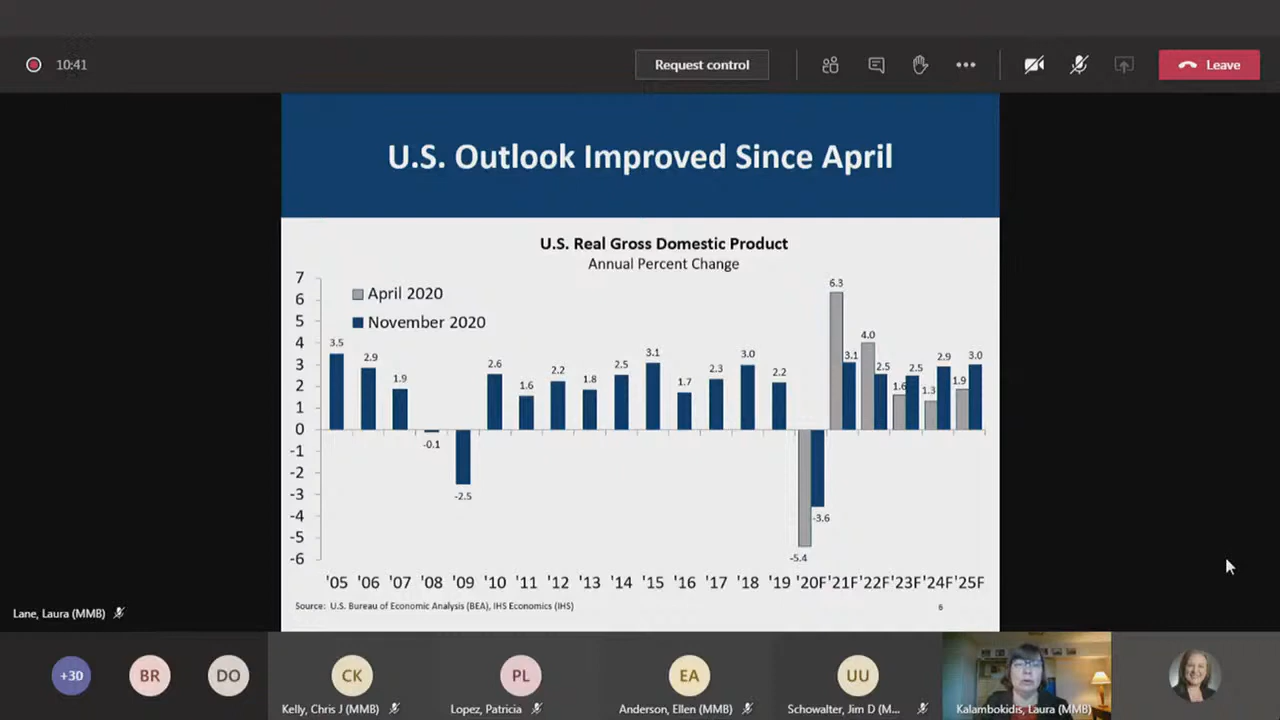 10:41
Request control
Leave
U.S. Outlook Improved Since April
U.S. Real Gross Domestic Product
Annual Percent Change
7
6
5
4
3
2
1
0
-1
-2
-3
-4
-5
-6
April 2020
November 2020
3.5
2.9
1.9
-0.1
-2.5
2.6
1.6
2.2
1.8
2.5
3.1
1.7
2.3
3.0
2.2
-5.4
-3.6
6.3
3.1
4.0
2.5
1.6
2.5
1.3
2.9
1.9
3.0
'05 '06 '07 '08 '09 '10 '11 '12 '13 '14 '15 '16 '17 '18 '19 '20F '21F '22F '23F '24F '25F
Source: U.S. Bureau of Economic Analysis (BEA), IHS Economics (IHS)
6
Lane, Laura (MMB)
+30
BR
DO
CK
PL
EA
UU
Kelly, Chris J (MMB)
Lopez, Patricia
Anderson, Ellen (MMB)
Schowalter, Jim D (M...
Kalambokidis, Laura (MMB)